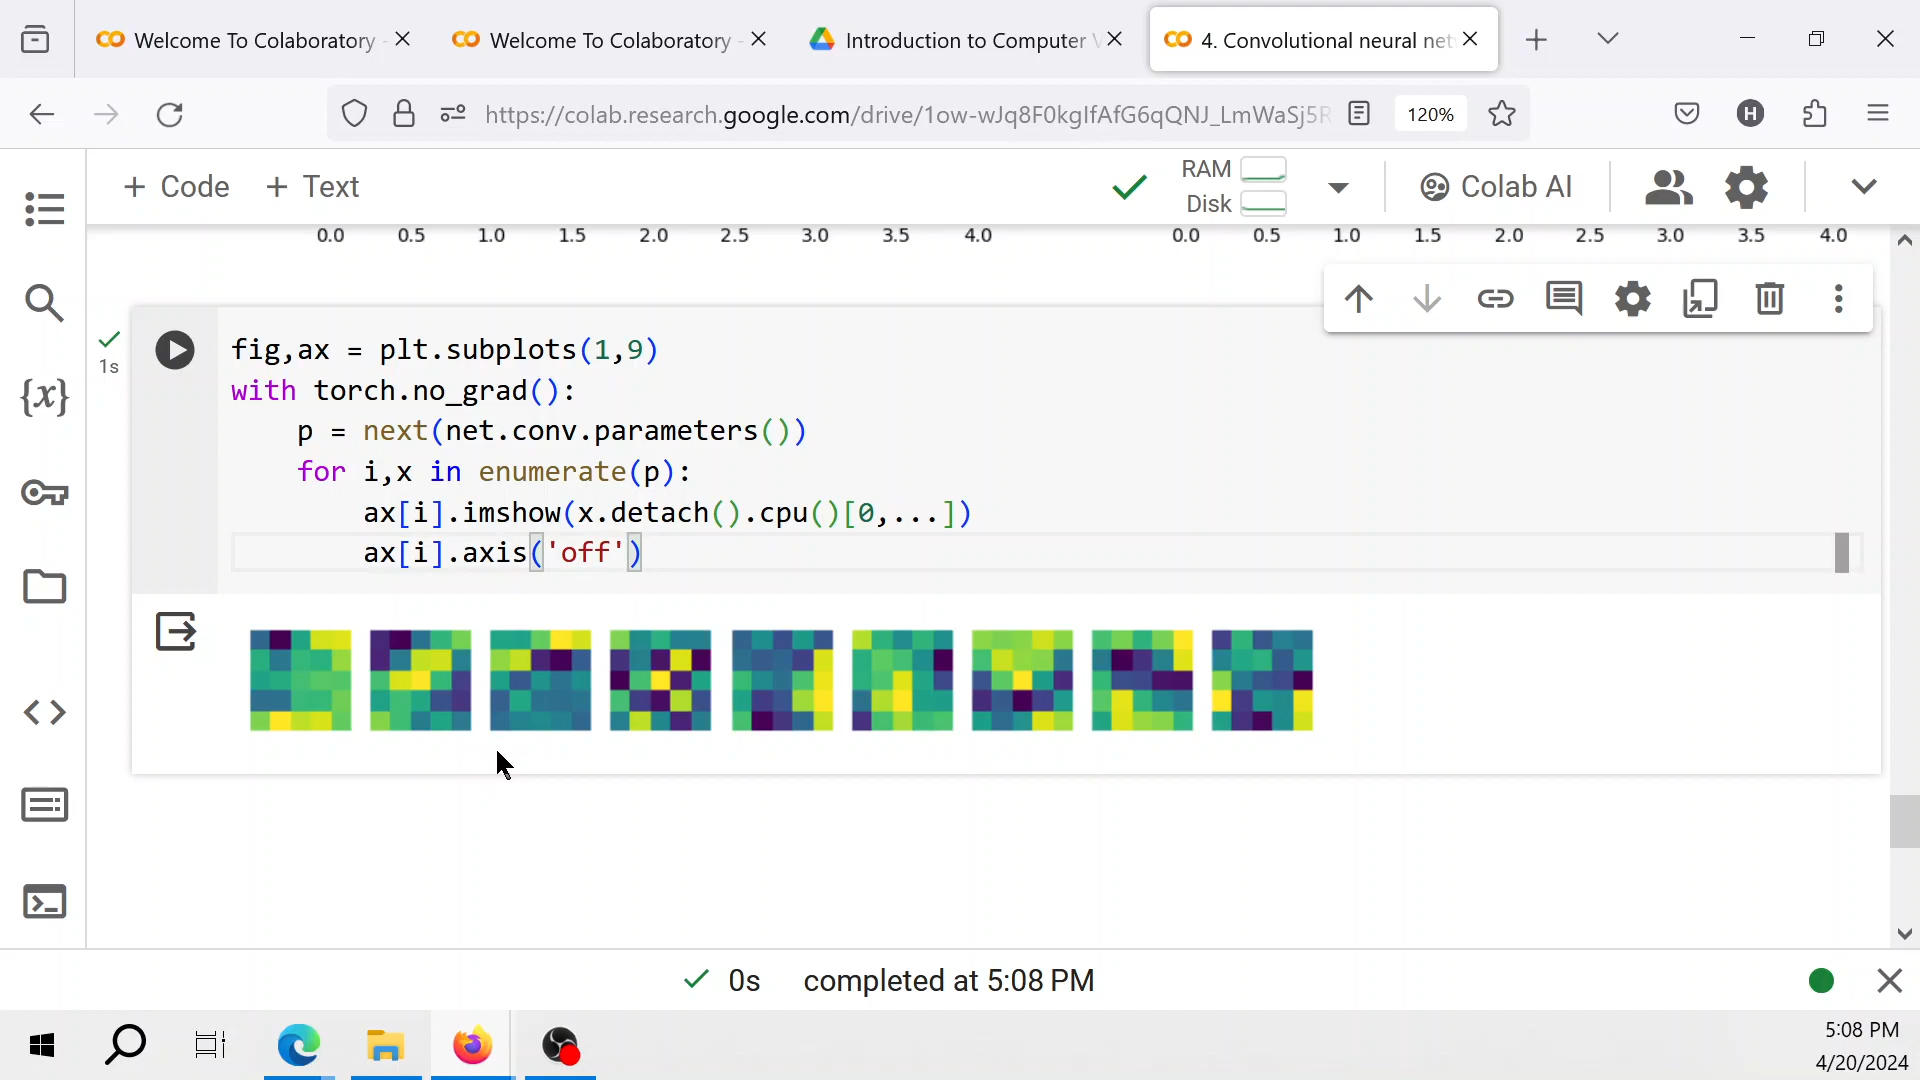 Welcome To Colaboratory
Welcome To Colaboratory
Introduction to Computer V
4. Convolutional neural net
https://colab.research.google.com/drive/1ow-wJq8F0kgIfAfG6qQNJ_LmWaSj5R
120%
H
+ Code + Text
RAM
Disk
Colab AI
0.0 0.5 1.0 1.5 2.0 2.5 3.0 3.5 4.0 0.0 0.5 1.0 1.5 2.0 2.5 3.0 3.5 4.0
{x}
1s
fig,ax = plt.subplots(1,9)
with torch.no_grad():
    p = next(net.conv.parameters())
    for i,x in enumerate(p):
        ax[i].imshow(x.detach().cpu()[0,...])
        ax[i].axis('off')
0s completed at 5:08 PM
5:08 PM
4/20/2024